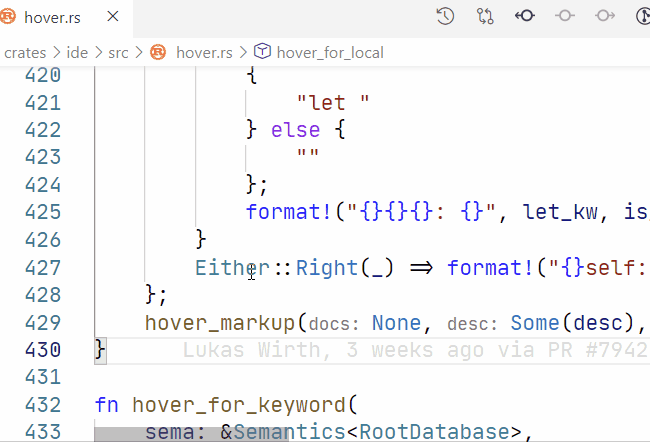 hover.rs
crates > ide > src > hover.rs > hover_for_local
420 {
421 "let "
422 } else {
423 ""
424 };
425 format!("{}{}{}: {}", let_kw, is
426 }
427 Either::Right(_) => format!("{}self:
428 };
429 hover_markup(docs: None, desc: Some(desc),
430 } Lukas Wirth, 3 weeks ago via PR #7942
431
432 fn hover_for_keyword(
433 sema: &Semantics<RootDatabase>,